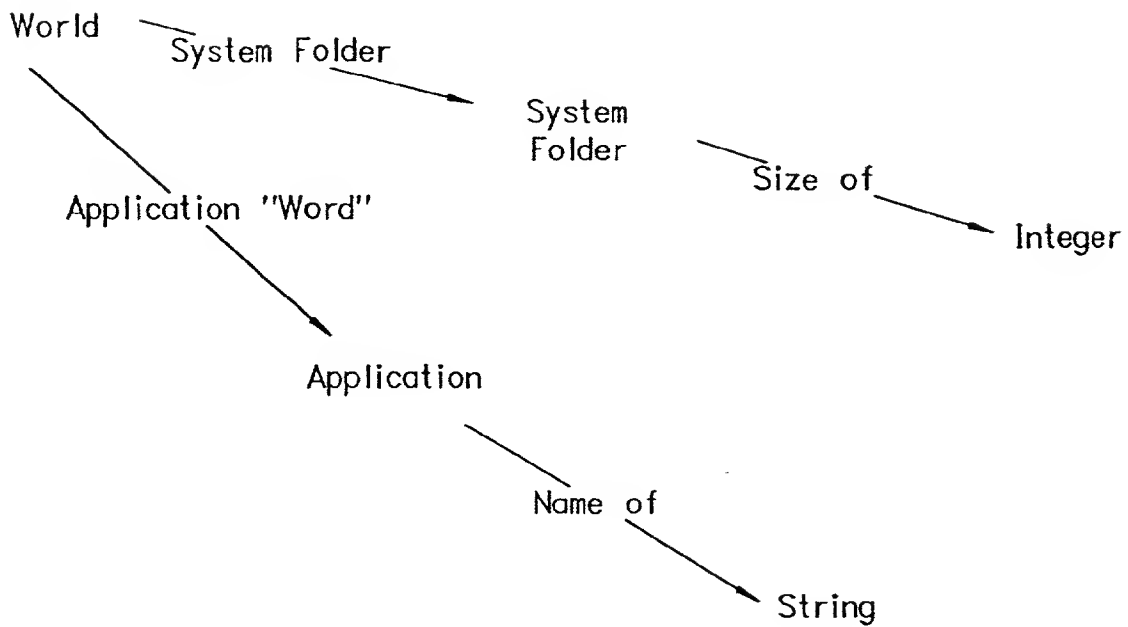 World
System Folder
System
Folder
Size of
Application "Word"
Integer
Application
Name of
String